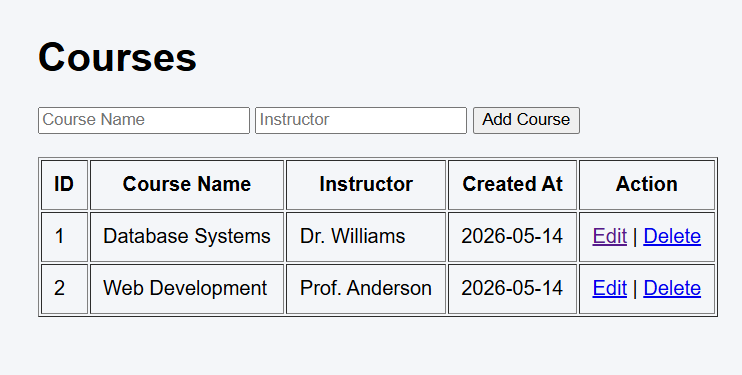 Courses
Course Name Instructor Add Course
ID Course Name Instructor Created At Action
1 Database Systems Dr. Williams 2026-05-14 Edit | Delete
2 Web Development Prof. Anderson 2026-05-14 Edit | Delete